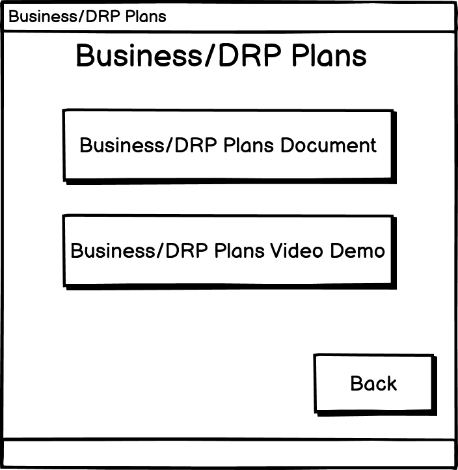 Business/DRP Plans
Business/DRP Plans
Business/DRP Plans Document
Business/DRP Plans Video Demo
Back